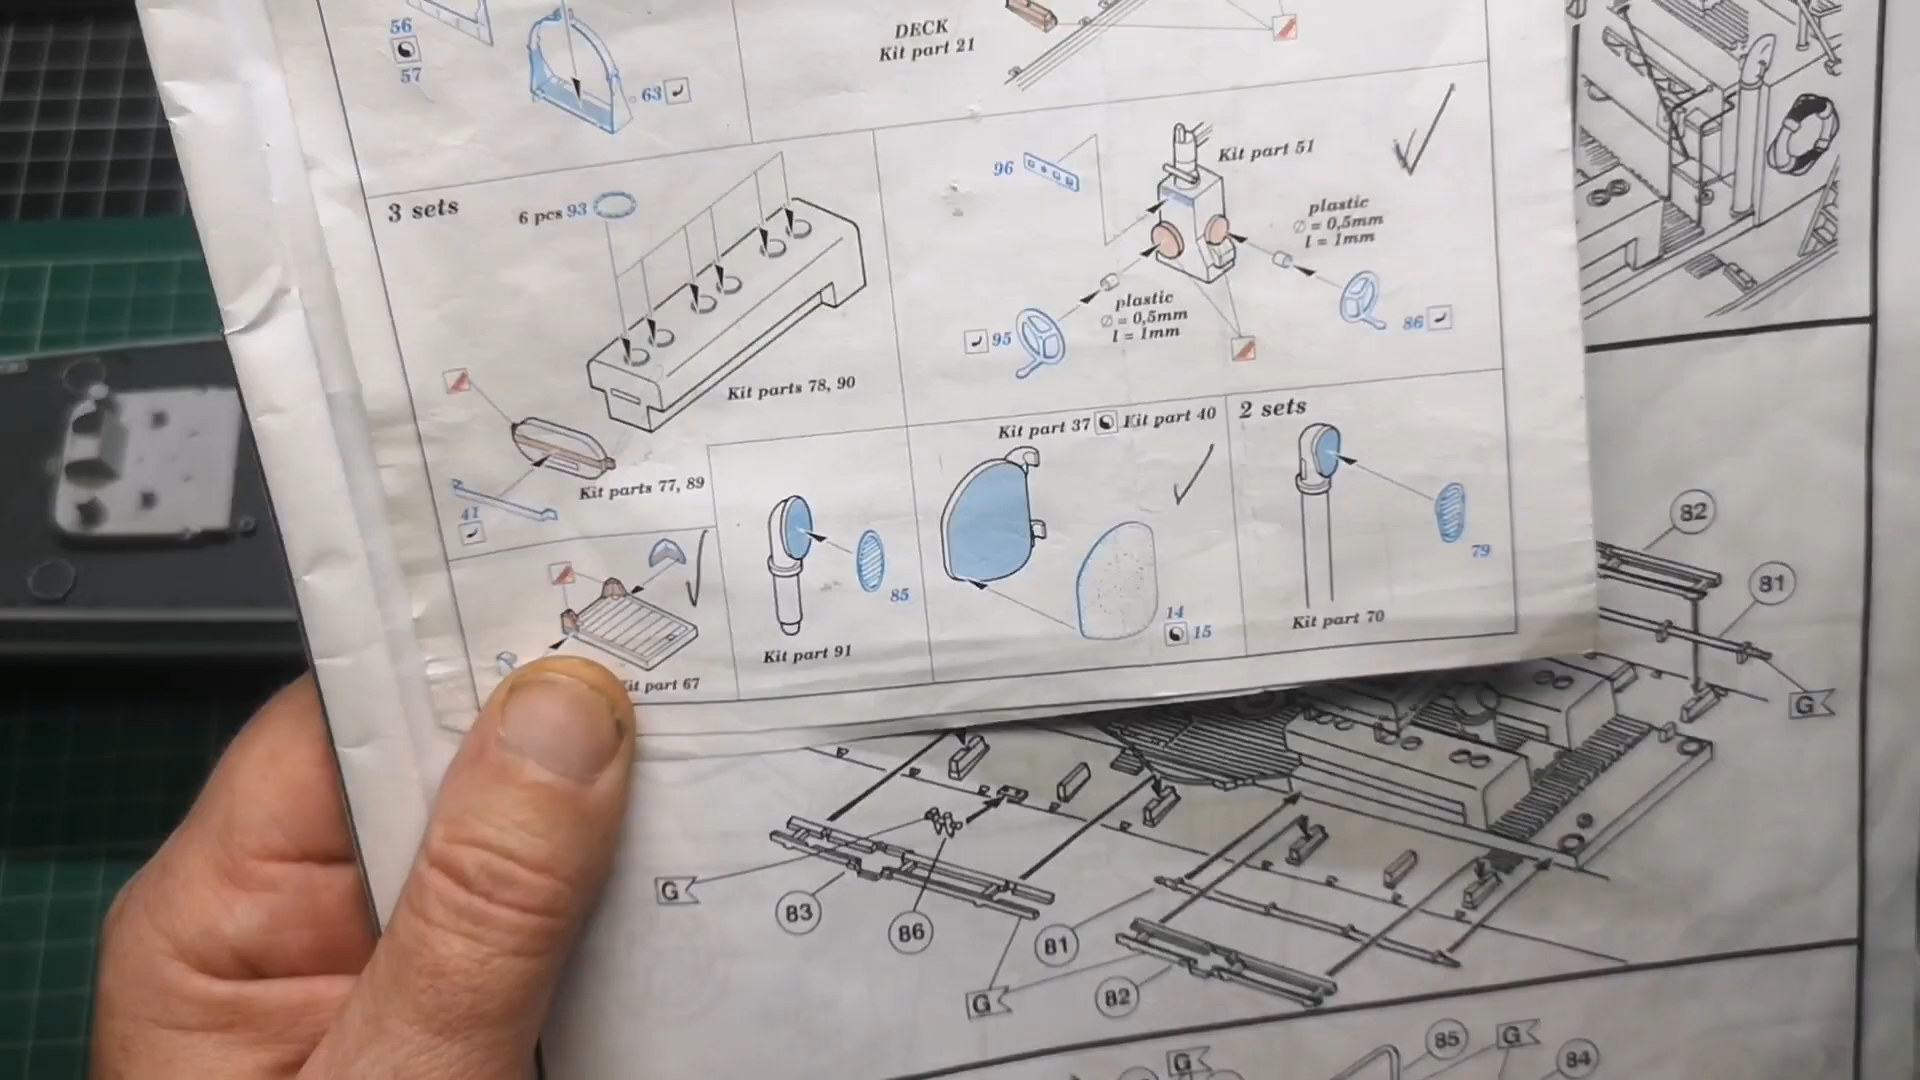 56
57
63
DECK
Kit part 21
3 sets
6 pcs 93
Kit parts 78, 90
41
Kit parts 77, 89
96
Kit part 51
plastic
∅ = 0,5mm
l = 1mm
95
plastic
∅ = 0,5mm
l = 1mm
86
it part 67
85
Kit part 91
Kit part 37 Kit part 40
14
15
2 sets
79
Kit part 70
82
81
G
G
83
86
81
G
82
85
G
G
84